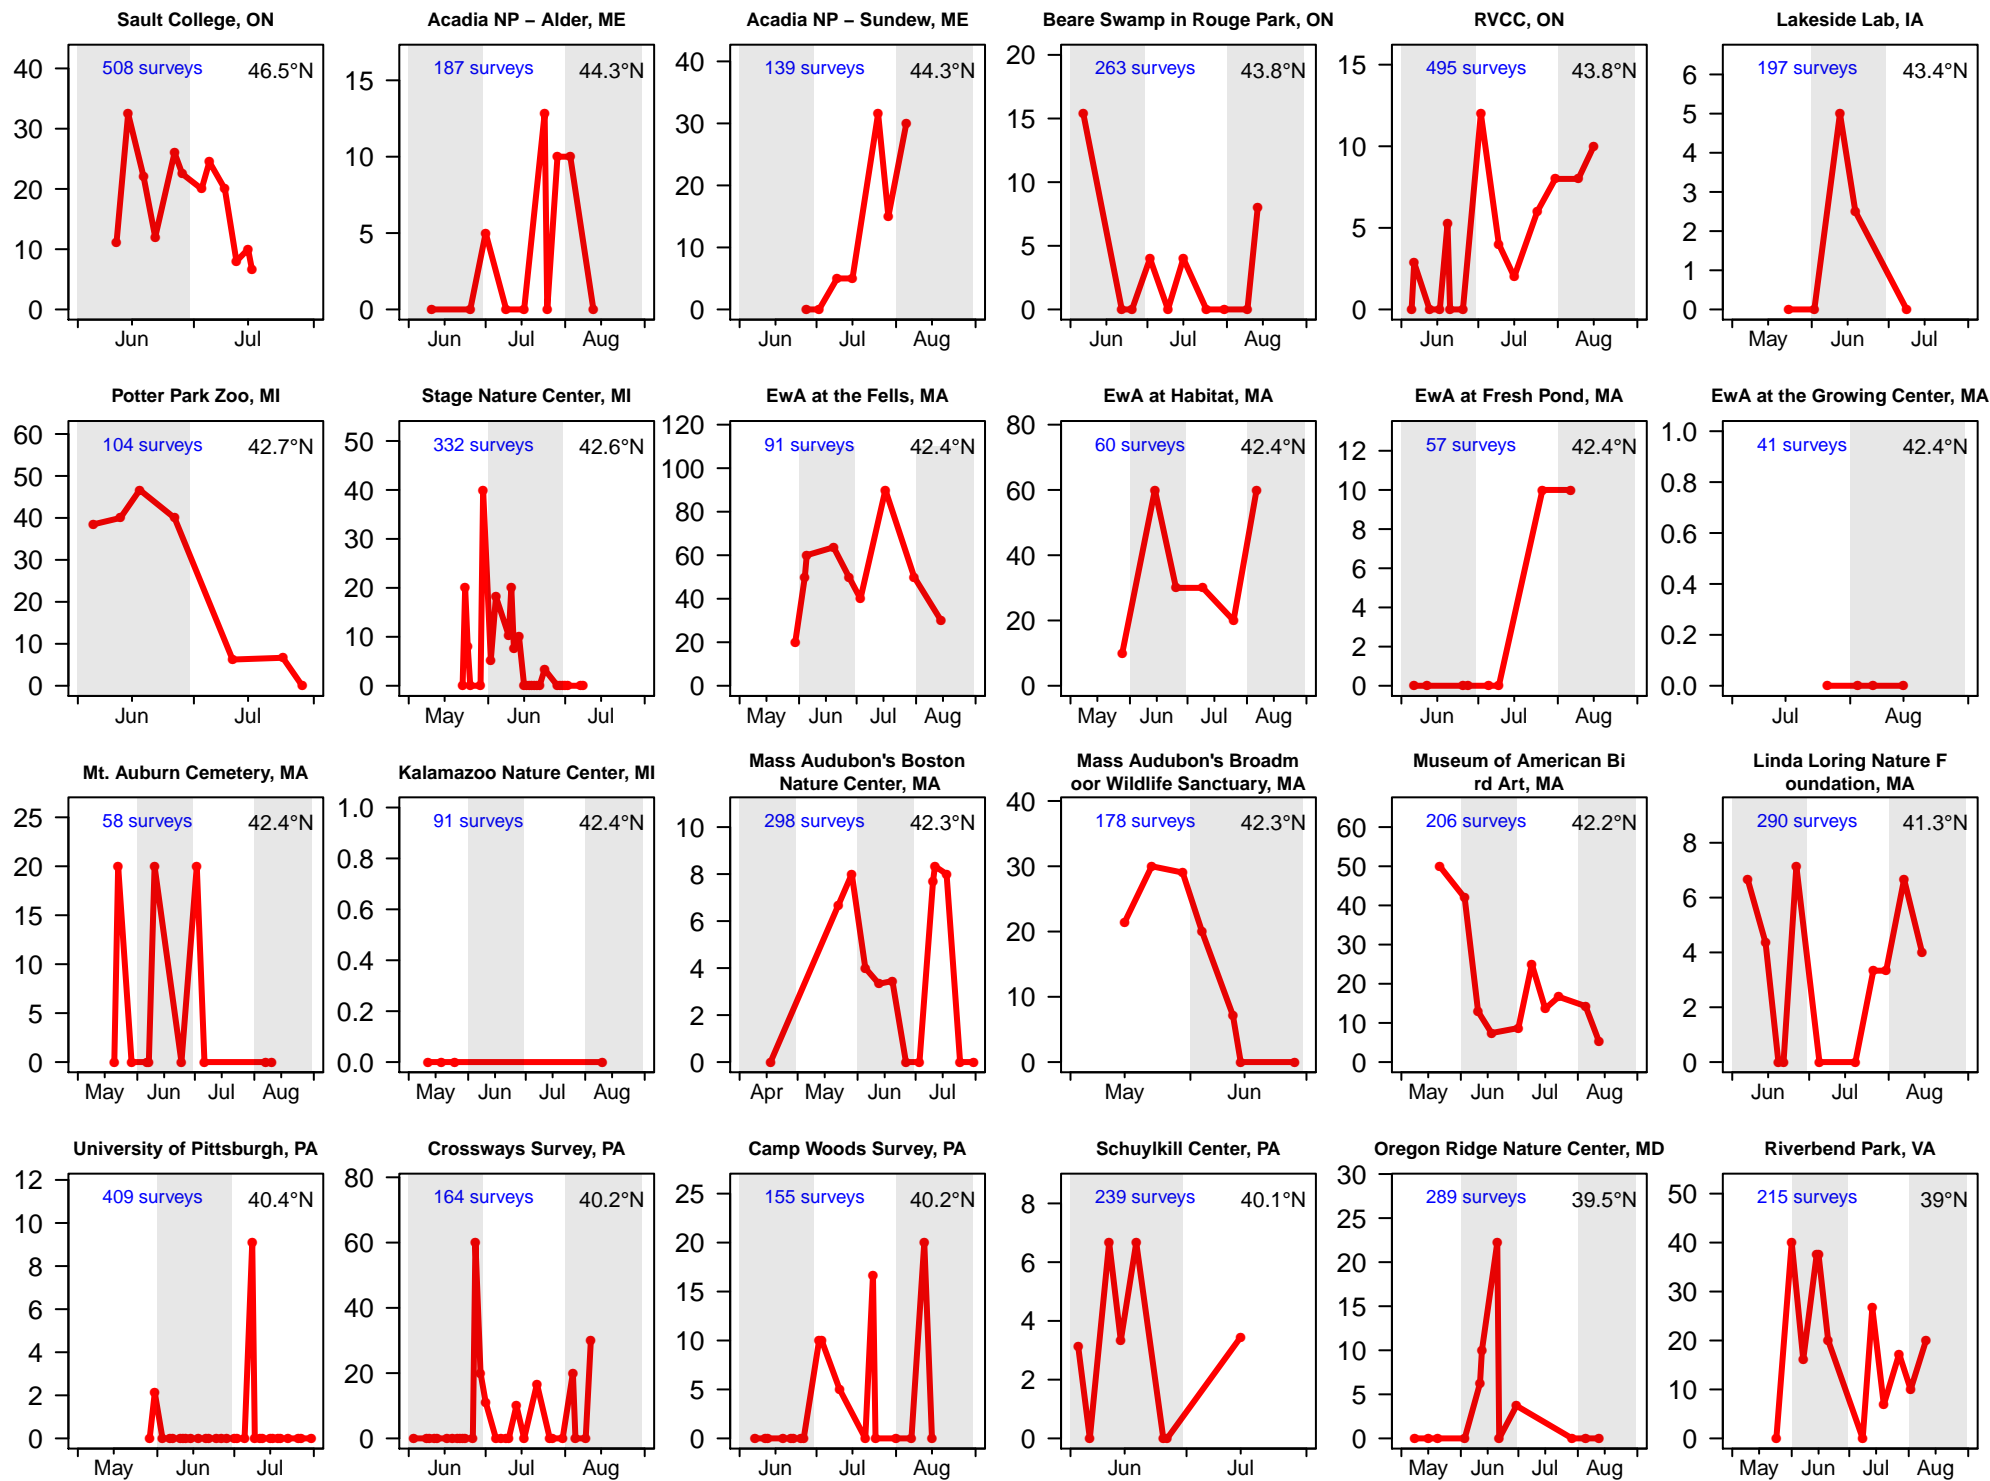 Sault College, ON
508 surveys 46.5°N
40
30
20
10
0
Jun Jul
Acadia NP – Alder, ME
187 surveys 44.3°N
15
10
5
0
Jun Jul Aug
Acadia NP – Sundew, ME
139 surveys 44.3°N
40
30
20
10
0
Jun Jul Aug
Beare Swamp in Rouge Park, ON
263 surveys 43.8°N
20
15
10
5
0
Jun Jul Aug
RVCC, ON
495 surveys 43.8°N
15
10
5
0
Jun Jul Aug
Lakeside Lab, IA
197 surveys 43.4°N
6
5
4
3
2
1
0
May Jun Jul
Potter Park Zoo, MI
104 surveys 42.7°N
60
50
40
30
20
10
0
Jun Jul
Stage Nature Center, MI
332 surveys 42.6°N
50
40
30
20
10
0
May Jun Jul
EwA at the Fells, MA
91 surveys 42.4°N
120
100
80
60
40
20
0
May Jun Jul Aug
EwA at Habitat, MA
60 surveys 42.4°N
80
60
40
20
0
May Jun Jul Aug
EwA at Fresh Pond, MA
57 surveys 42.4°N
12
10
8
6
4
2
0
Jun Jul Aug
EwA at the Growing Center, MA
41 surveys 42.4°N
1.0
0.8
0.6
0.4
0.2
0.0
Jul Aug
Mt. Auburn Cemetery, MA
58 surveys 42.4°N
25
20
15
10
5
0
May Jun Jul Aug
Kalamazoo Nature Center, MI
91 surveys 42.4°N
1.0
0.8
0.6
0.4
0.2
0.0
May Jun Jul Aug
Mass Audubon's Boston
Nature Center, MA
298 surveys 42.3°N
10
8
6
4
2
0
Apr May Jun Jul
Mass Audubon's Broadm
oor Wildlife Sanctuary, MA
178 surveys 42.3°N
40
30
20
10
0
May Jun
Museum of American Bi
rd Art, MA
206 surveys 42.2°N
60
50
40
30
20
10
0
May Jun Jul Aug
Linda Loring Nature F
oundation, MA
290 surveys 41.3°N
8
6
4
2
0
Jun Jul Aug
University of Pittsburgh, PA
409 surveys 40.4°N
12
10
8
6
4
2
0
May Jun Jul
Crossways Survey, PA
164 surveys 40.2°N
80
60
40
20
0
Jun Jul Aug
Camp Woods Survey, PA
155 surveys 40.2°N
25
20
15
10
5
0
Jun Jul Aug
Schuylkill Center, PA
239 surveys 40.1°N
8
6
4
2
0
Jun Jul
Oregon Ridge Nature Center, MD
289 surveys 39.5°N
30
25
20
15
10
5
0
May Jun Jul Aug
Riverbend Park, VA
215 surveys 39°N
50
40
30
20
10
0
May Jun Jul Aug